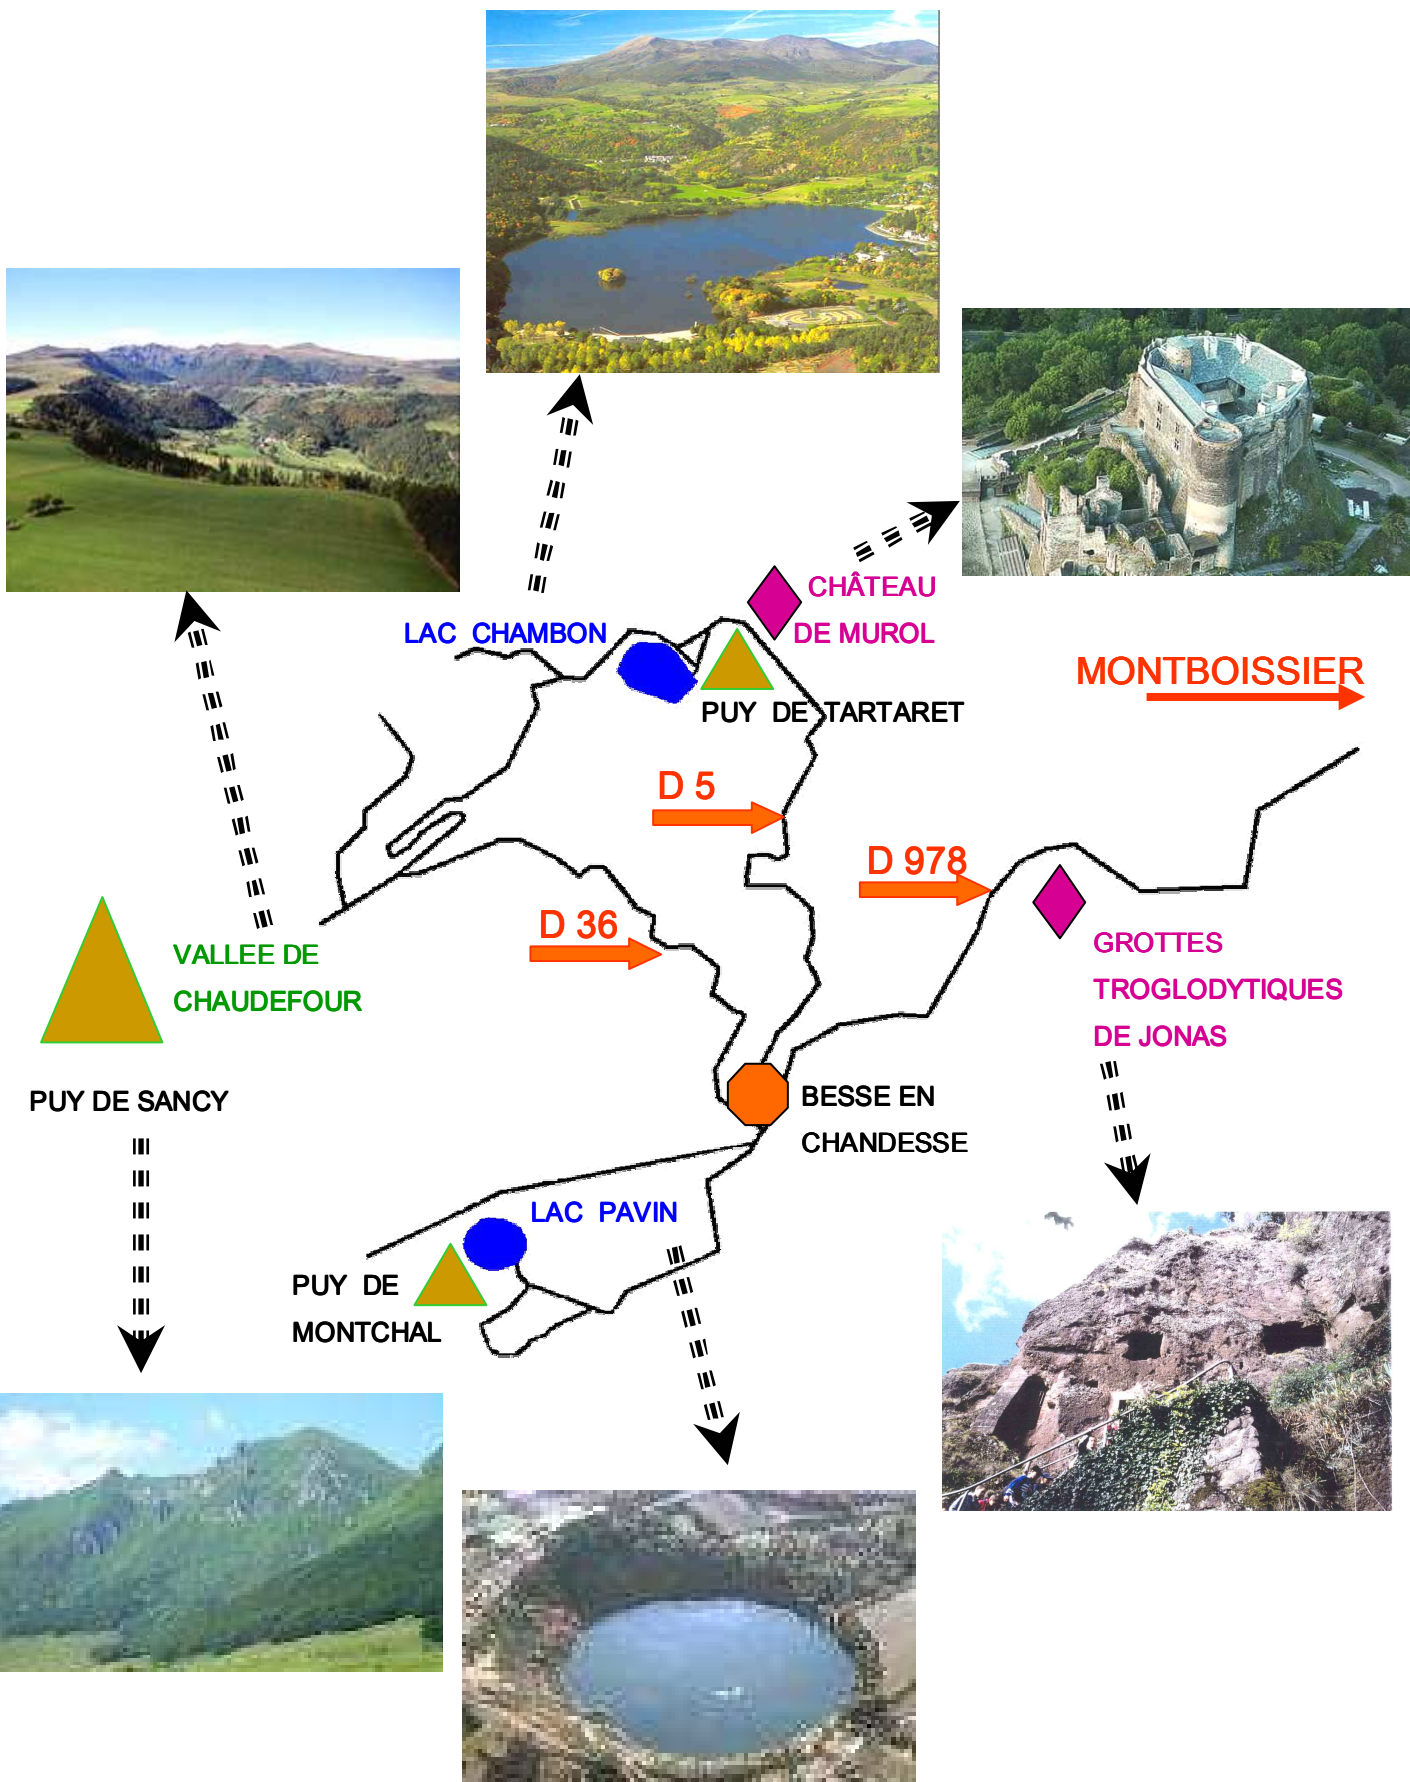 CHÂTEAU
DE MUROL
LAC CHAMBON
MONTBOISSIER
PUY DE TARTARET
D 5
D 978
D 36
VALLEE DE
CHAUDEFOUR
GROTTES
TROGLODYTIQUES
DE JONAS
PUY DE SANCY
BESSE EN
CHANDESSE
LAC PAVIN
PUY DE
MONTCHAL